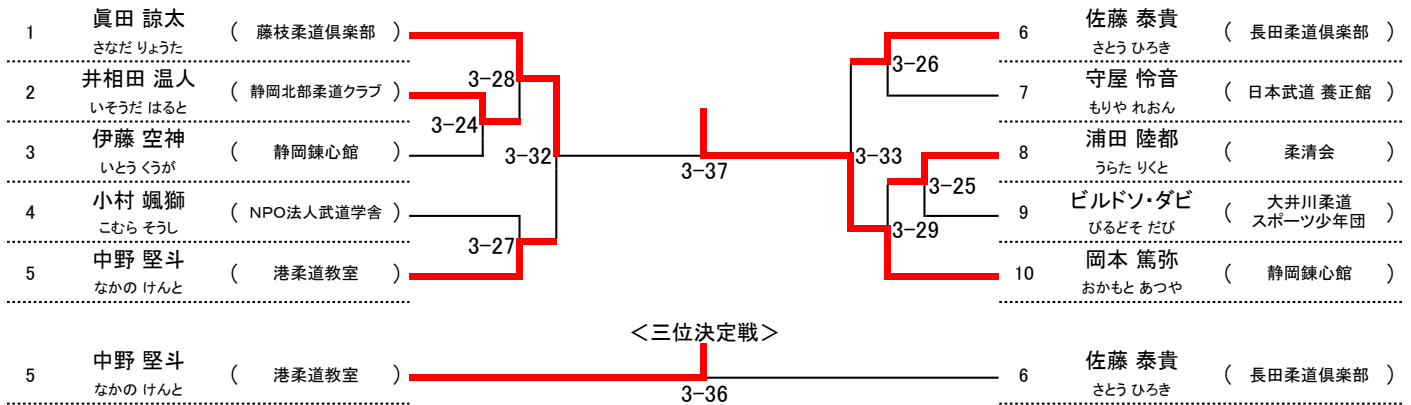 1 眞田 諒太 ( 藤枝柔道倶楽部 )
さなだ りょうた
2 井相田 温人 ( 静岡北部柔道クラブ )
いそうだ はると
3 伊藤 空神 ( 静岡錬心館 )
いとう くうが
4 小村 颯獅 ( NPO法人武道学舎 )
こむら そうし
5 中野 堅斗 ( 港柔道教室 )
なかの けんと
3-28
3-24
3-32
3-27
3-37
3-26
3-33
3-25
3-29
6 佐藤 泰貴 ( 長田柔道倶楽部 )
さとう ひろき
7 守屋 怜音 ( 日本武道 養正館 )
もりや れおん
8 浦田 陸都 ( 柔清会 )
うらた りくと
9 ビルドソ・ダビ ( 大井川柔道
スポーツ少年団 )
びるどそ だび
10 岡本 篤弥 ( 静岡錬心館 )
おかもと あつや
<三位決定戦>
5 中野 堅斗 ( 港柔道教室 )
なかの けんと
3-36
6 佐藤 泰貴 ( 長田柔道倶楽部 )
さとう ひろき